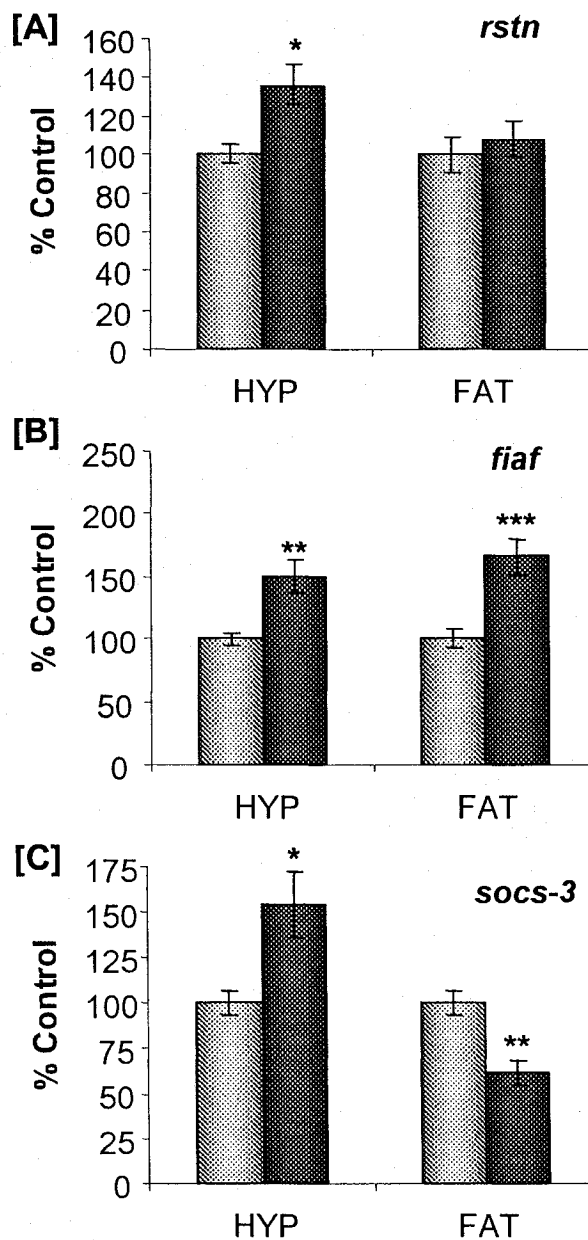 [A]
rstn
% Control
160
140
120
100
80
60
40
20
0
*
HYP
FAT
[B]
fiaf
% Control
250
200
150
100
50
0
**
***
HYP
FAT
[C]
socs-3
% Control
175
150
125
100
75
50
25
0
*
**
HYP
FAT